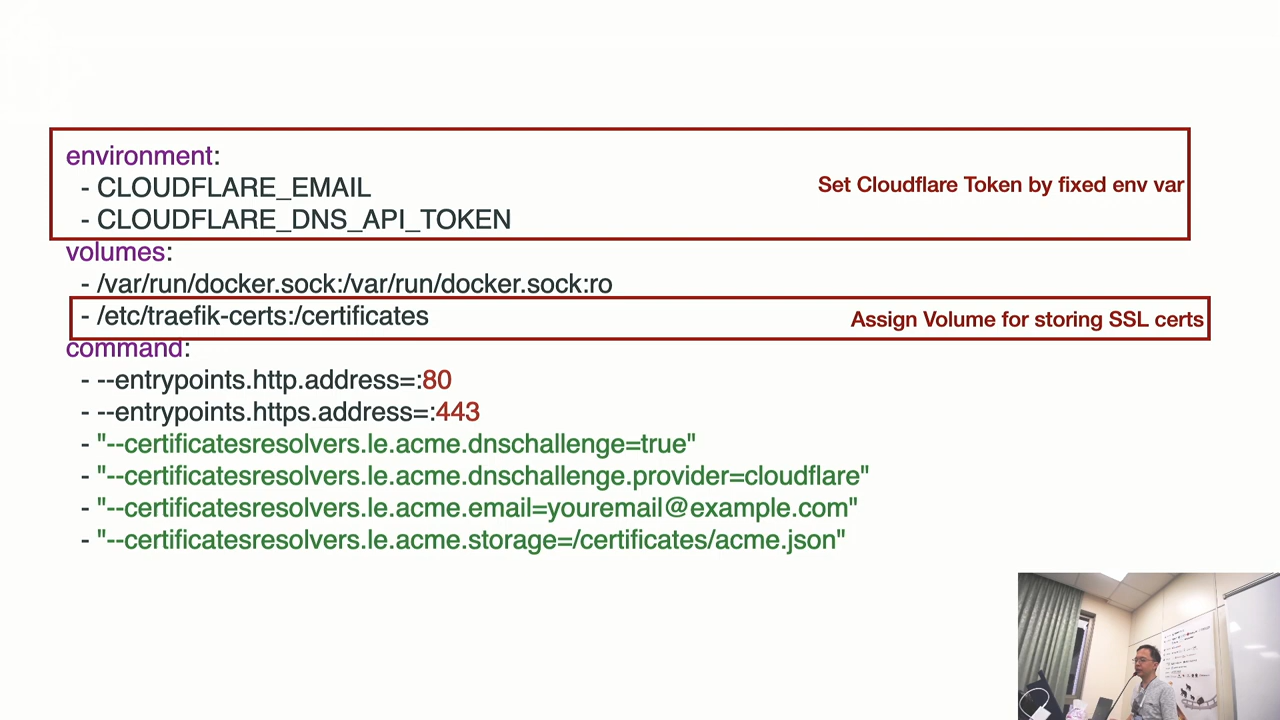 environment:
- CLOUDFLARE_EMAIL
Set Cloudflare Token by fixed env var
- CLOUDFLARE_DNS_API_TOKEN
volumes:
- /var/run/docker.sock:/var/run/docker.sock:ro
- /etc/traefik-certs:/certificates
Assign Volume for storing SSL certs
command:
- --entrypoints.http.address=:80
- --entrypoints.https.address=:443
- "--certificatesresolvers.le.acme.dnschallenge=true"
- "--certificatesresolvers.le.acme.dnschallenge.provider=cloudflare"
- "--certificatesresolvers.le.acme.email=youremail@example.com"
- "--certificatesresolvers.le.acme.storage=/certificates/acme.json"